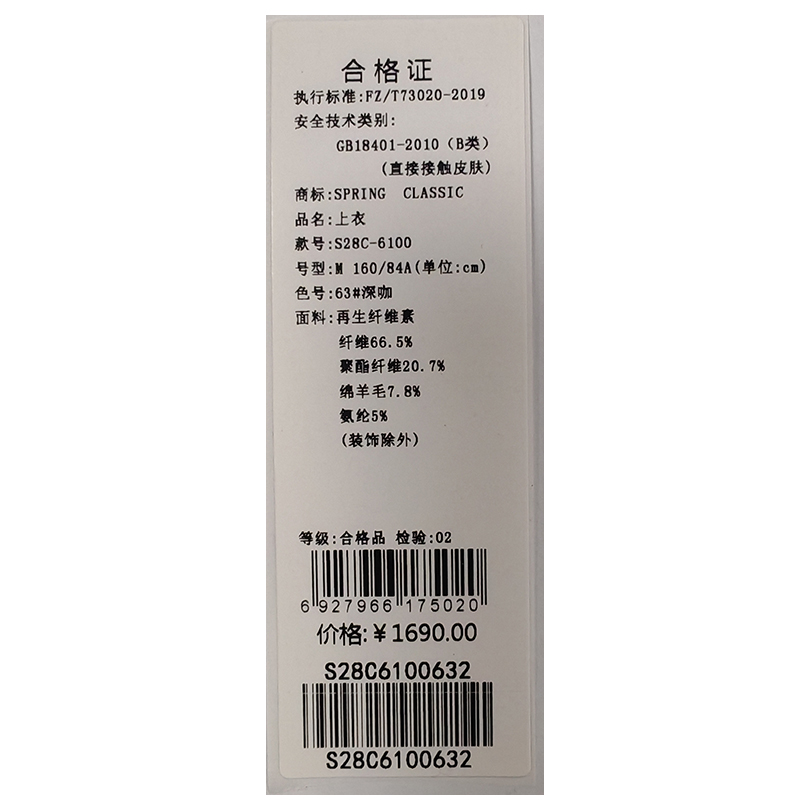 合格证
执行标准:FZ/T73020-2019
安全技术类别:
GB18401-2010(B类)
(直接接触皮肤)
商标:SPRING CLASSIC
品名:上衣
款号:S28C-6100
号型:M 160/84A(单位:cm)
色号:63#深咖
面料:再生纤维素
纤维66.5%
聚酯纤维20.7%
绵羊毛7.8%
氨纶5%
(装饰除外)
等级:合格品 检验:02
6 927966 175020
价格:¥1690.00
S28C6100632
S28C6100632